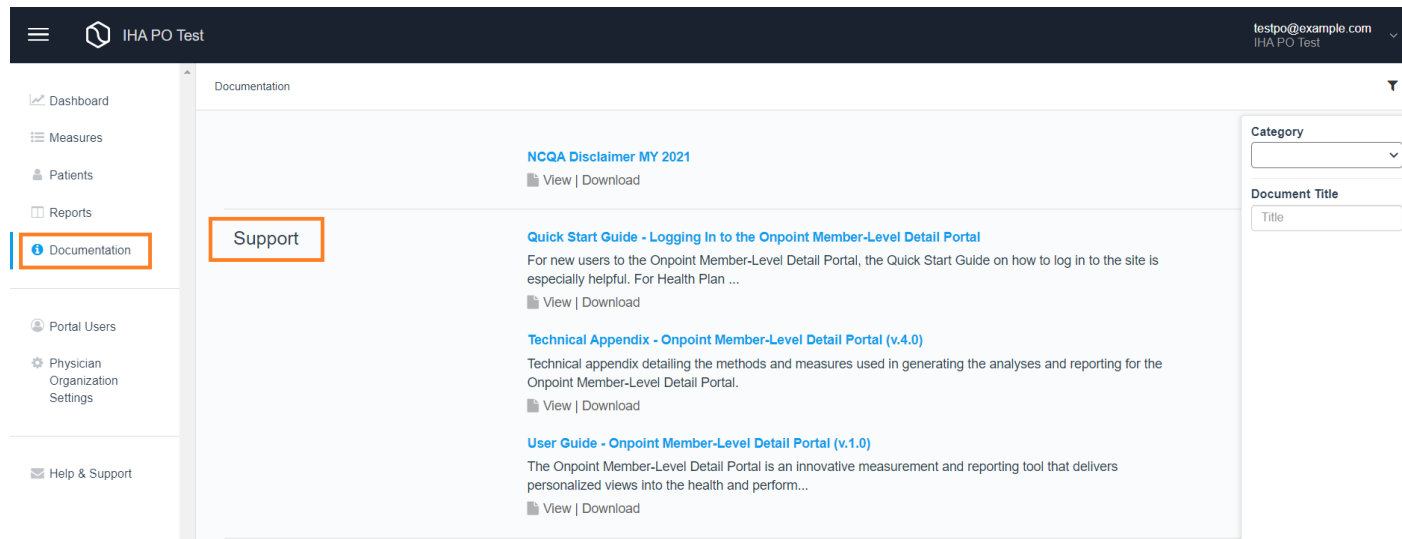 IHA PO Test
testpo@example.com
IHA PO Test
Dashboard
Measures
Patients
Reports
Documentation
Portal Users
Physician
Organization
Settings
Help & Support
Documentation
NCQA Disclaimer MY 2021
View | Download
Support
Quick Start Guide - Logging In to the Onpoint Member-Level Detail Portal
For new users to the Onpoint Member-Level Detail Portal, the Quick Start Guide on how to log in to the site is
especially helpful. For Health Plan ...
View | Download
Technical Appendix - Onpoint Member-Level Detail Portal (v.4.0)
Technical appendix detailing the methods and measures used in generating the analyses and reporting for the
Onpoint Member-Level Detail Portal.
View | Download
User Guide - Onpoint Member-Level Detail Portal (v.1.0)
The Onpoint Member-Level Detail Portal is an innovative measurement and reporting tool that delivers
personalized views into the health and perform...
View | Download
Category
Document Title
Title